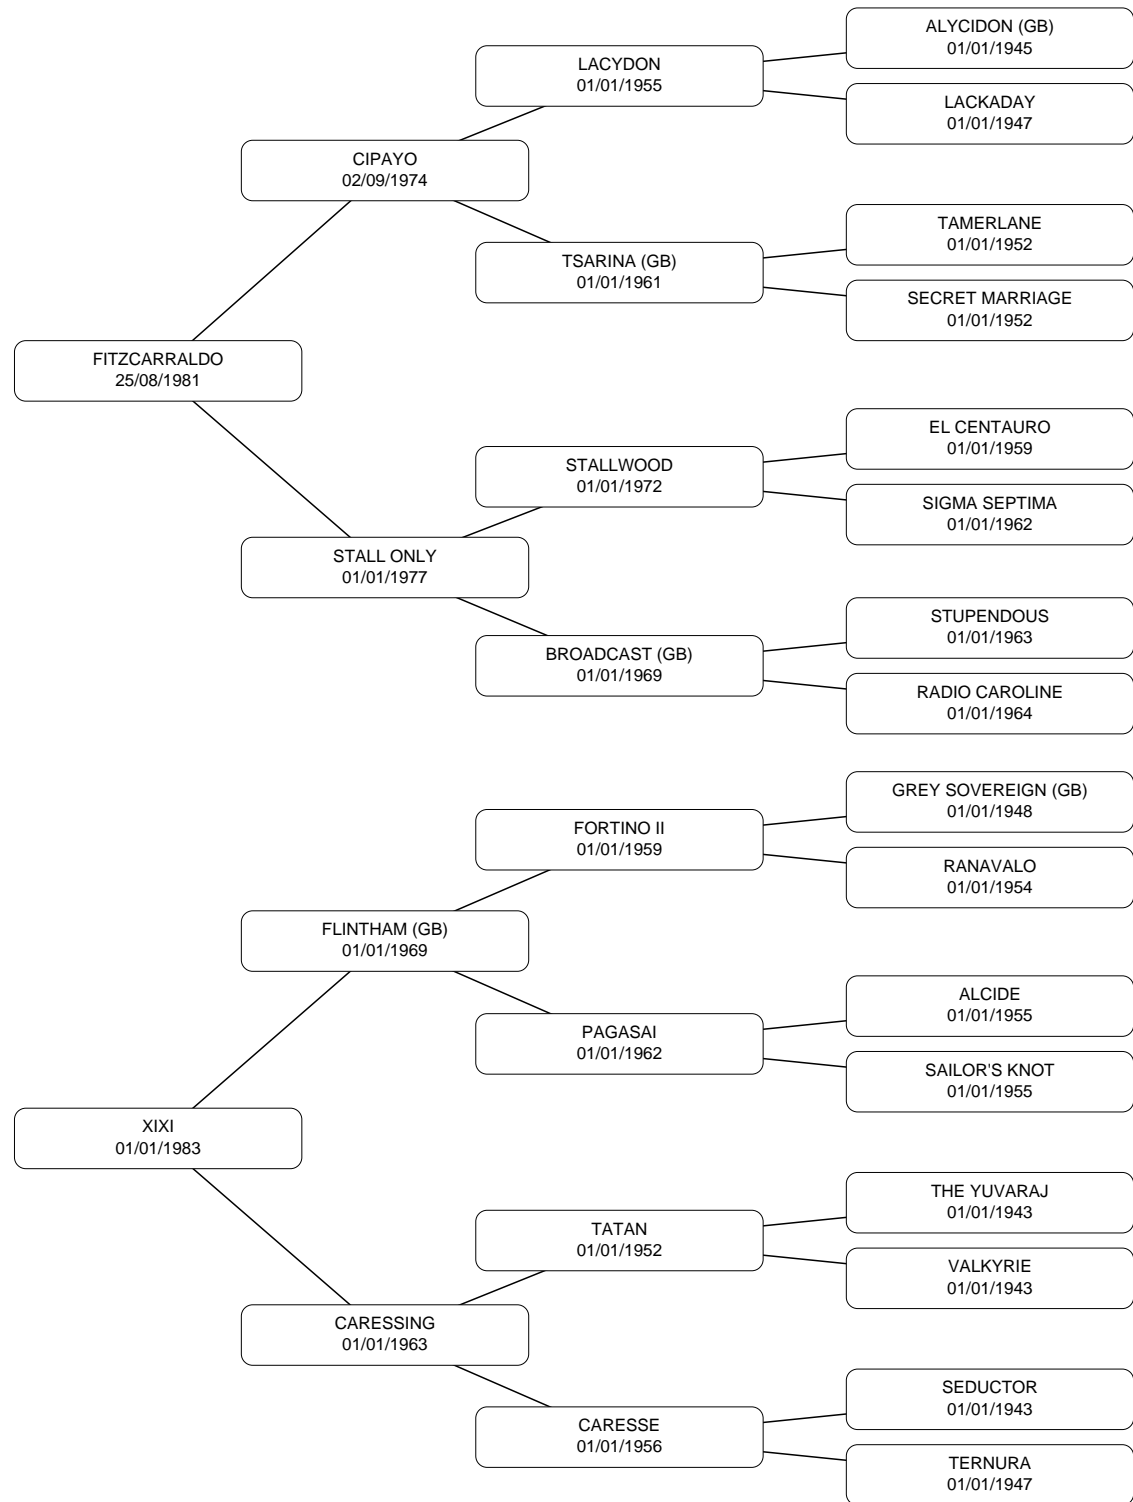 ALYCIDON (GB)
01/01/1945
LACYDON
01/01/1955
LACKADAY
01/01/1947
CIPAYO
02/09/1974
TAMERLANE
01/01/1952
TSARINA (GB)
01/01/1961
SECRET MARRIAGE
01/01/1952
FITZCARRALDO
25/08/1981
EL CENTAURO
01/01/1959
STALLWOOD
01/01/1972
SIGMA SEPTIMA
01/01/1962
STALL ONLY
01/01/1977
STUPENDOUS
01/01/1963
BROADCAST (GB)
01/01/1969
RADIO CAROLINE
01/01/1964
GREY SOVEREIGN (GB)
01/01/1948
FORTINO II
01/01/1959
RANAVALO
01/01/1954
FLINTHAM (GB)
01/01/1969
ALCIDE
01/01/1955
PAGASAI
01/01/1962
SAILOR'S KNOT
01/01/1955
XIXI
01/01/1983
THE YUVARAJ
01/01/1943
TATAN
01/01/1952
VALKYRIE
01/01/1943
CARESSING
01/01/1963
SEDUCTOR
01/01/1943
CARESSE
01/01/1956
TERNURA
01/01/1947